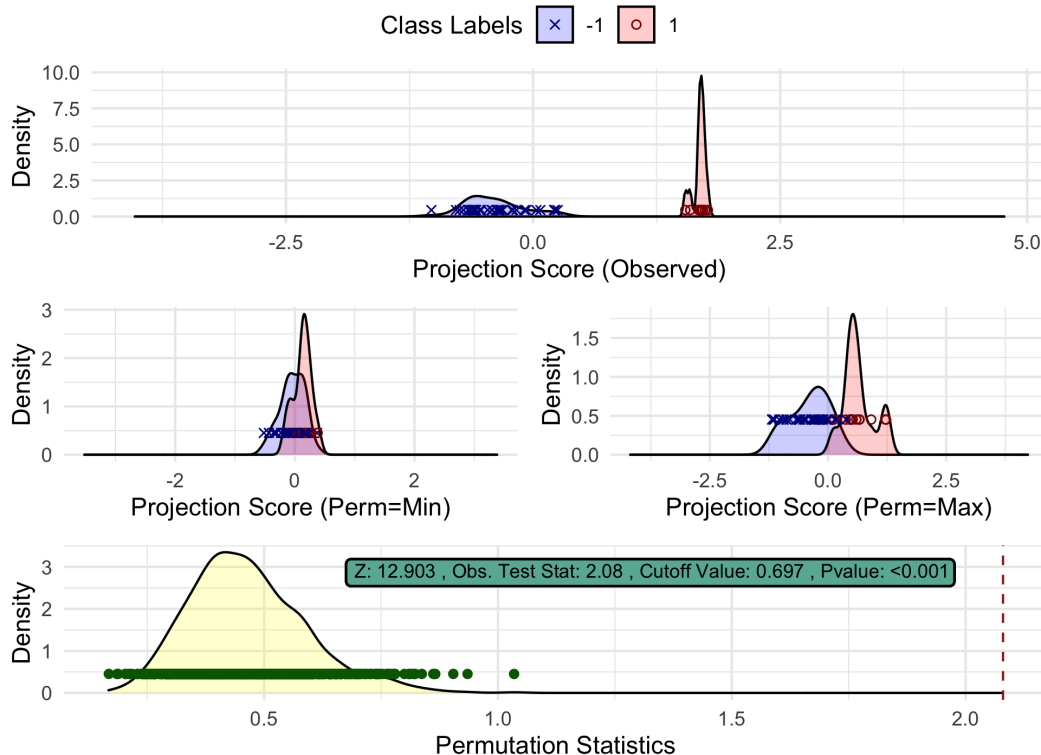 Class Labels -1 1
10.0
7.5
5.0
2.5
0.0
Density
-2.5 0.0 2.5 5.0
Projection Score (Observed)
3
2
1
0
Density
-2 0 2
Projection Score (Perm=Min)
1.5
1.0
0.5
0.0
Density
-2.5 0.0 2.5
Projection Score (Perm=Max)
Z: 12.903 , Obs. Test Stat: 2.08 , Cutoff Value: 0.697 , Pvalue: <0.001
3
2
1
0
Density
0.5 1.0 1.5 2.0
Permutation Statistics